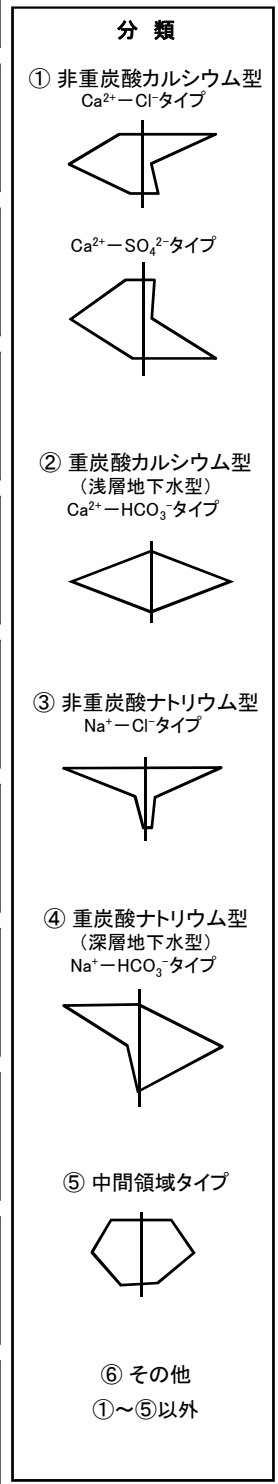 分 類
① 非重炭酸カルシウム型
Ca²⁺－Cl⁻タイプ
Ca²⁺－SO₄²⁻タイプ
② 重炭酸カルシウム型
（浅層地下水型）
Ca²⁺－HCO₃⁻タイプ
③ 非重炭酸ナトリウム型
Na⁺－Cl⁻タイプ
④ 重炭酸ナトリウム型
（深層地下水型）
Na⁺－HCO₃⁻タイプ
⑤ 中間領域タイプ
⑥ その他
①～⑤以外